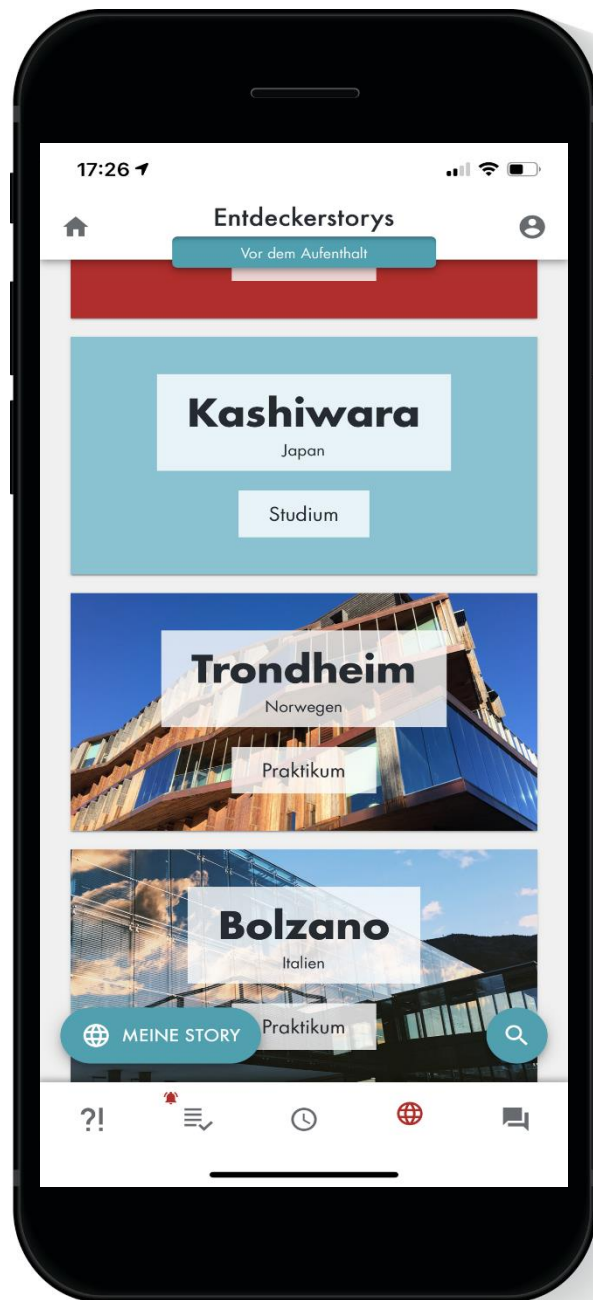 17:26
Entdeckerstorys
Vor dem Aufenthalt
Kashiwara
Japan
Studium
Trondheim
Norwegen
Praktikum
Bolzano
Italien
Praktikum
MEINE STORY
?!